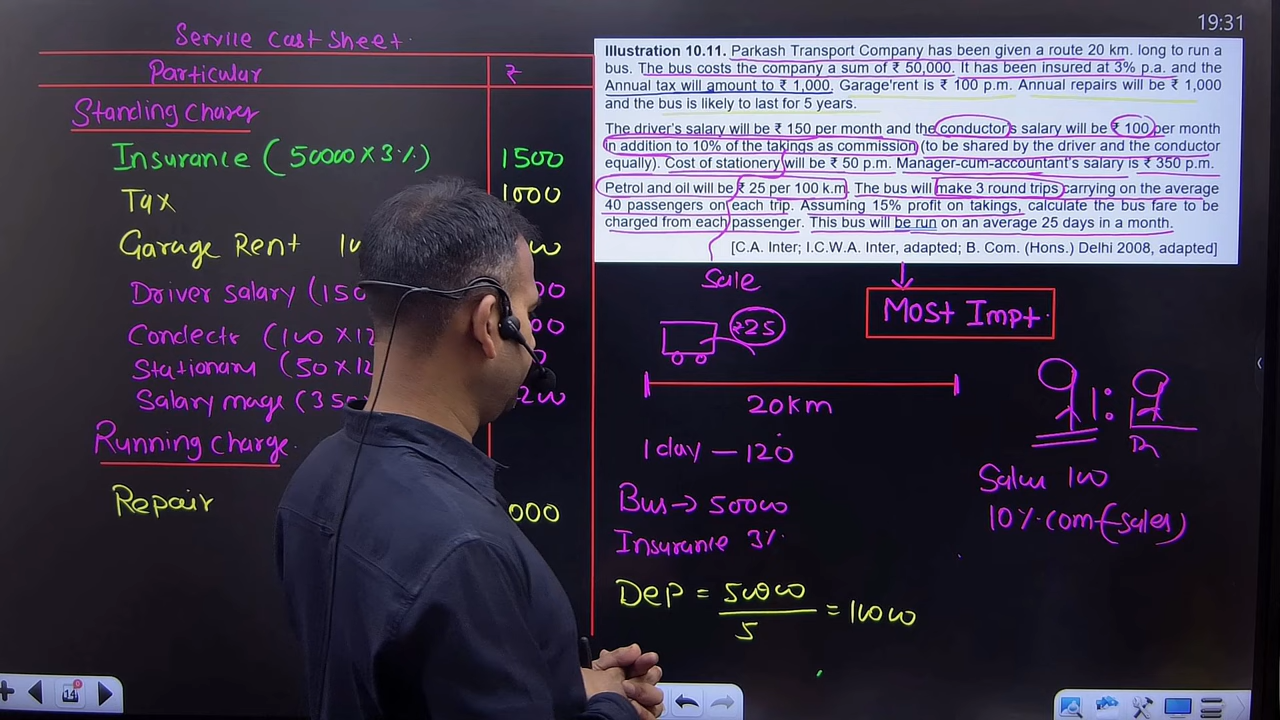 19:31
Service Cost Sheet
Particular ₹
Standing Charges
Insurance (50000 X 3%) 1500
Tax 1000
Garage Rent
Driver Salary (150
(100 X 12
Stationary (50 X 12
Salary
Running Charge
Repair
Illustration 10.11. Parkash Transport Company has been given a route 20 km. long to run a
bus. The bus costs the company a sum of ₹ 50,000. It has been insured at 3% p.a. and the
Annual tax will amount to ₹ 1,000. Garage rent is ₹ 100 p.m. Annual repairs will be ₹ 1,000
and the bus is likely to last for 5 years.
The driver's salary will be ₹ 150 per month and the conductor's salary will be ₹ 100 per month
in addition to 10% of the takings as commission (to be shared by the driver and the conductor
equally). Cost of stationery will be ₹ 50 p.m. Manager-cum-accountant's salary is ₹ 350 p.m.
Petrol and oil will be ₹ 25 per 100 k.m. The bus will make 3 round trips carrying on the average
40 passengers on each trip. Assuming 15% profit on takings, calculate the bus fare to be
charged from each passenger. This bus will be run on an average 25 days in a month.
[C.A. Inter; I.C.W.A. Inter, adapted; B. Com. (Hons.) Delhi 2008, adapted]
Sale
Most Impt.
₹25
20km
1 day — 120
Bus → 50000
Insurance 3%
Dep = 50000
5
= 10000
1:
Sales 100
10% com (sales)
14